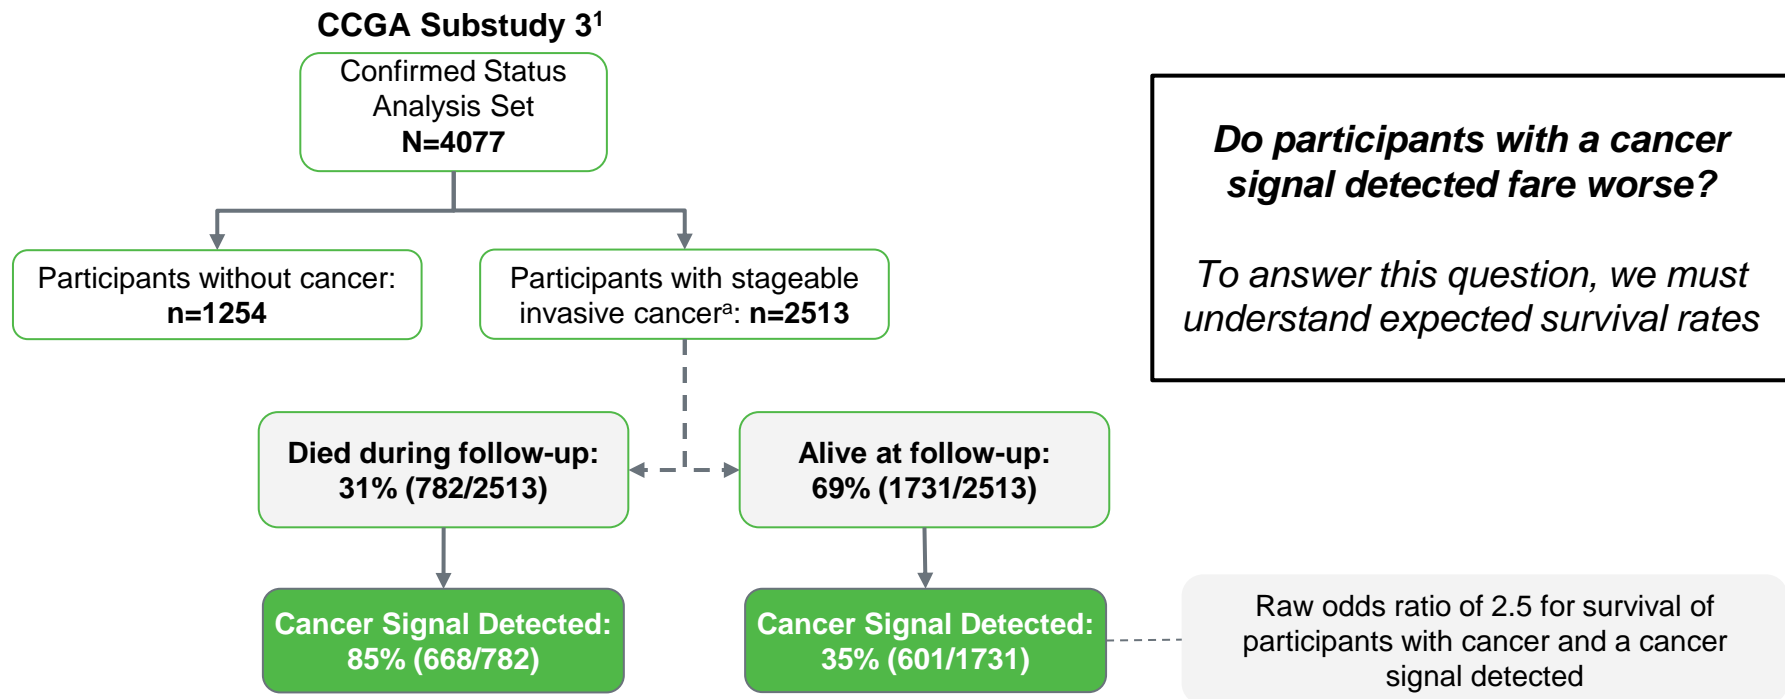 CCGA Substudy 3¹
Confirmed Status
Analysis Set
N=4077
Participants without cancer:
n=1254
Participants with stageable
invasive cancerᵃ: n=2513
Do participants with a cancer
signal detected fare worse?
To answer this question, we must
understand expected survival rates
Died during follow-up:
31% (782/2513)
Alive at follow-up:
69% (1731/2513)
Cancer Signal Detected:
85% (668/782)
Cancer Signal Detected:
35% (601/1731)
Raw odds ratio of 2.5 for survival of
participants with cancer and a cancer
signal detected